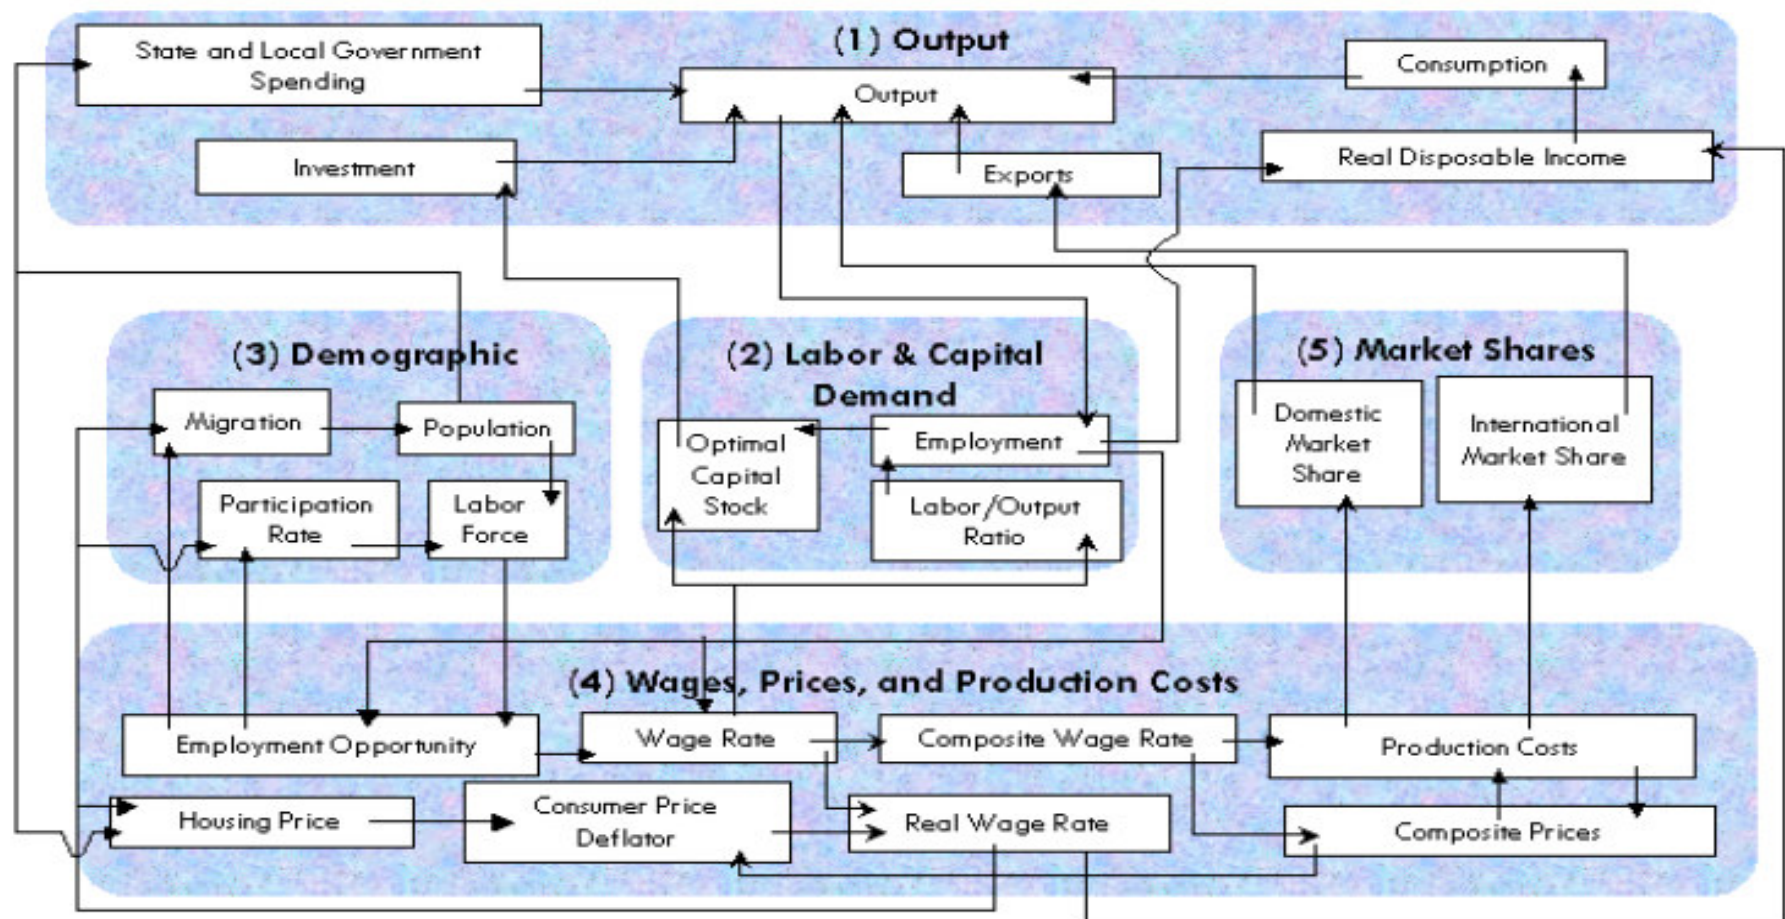 (1) Output
State and Local Government
Spending
Output
Consumption
Investment
Exports
Real Disposable Income
(3) Demographic
Migration
Population
Participation
Rate
Labor
Force
(2) Labor & Capital
Demand
Optimal
Capital
Stock
Employment
Labor/Output
Ratio
(5) Market Shares
Domestic
Market
Share
International
Market Share
(4) Wages, Prices, and Production Costs
Employment Opportunity
Wage Rate
Composite Wage Rate
Production Costs
Housing Price
Consumer Price
Deflator
Real Wage Rate
Composite Prices